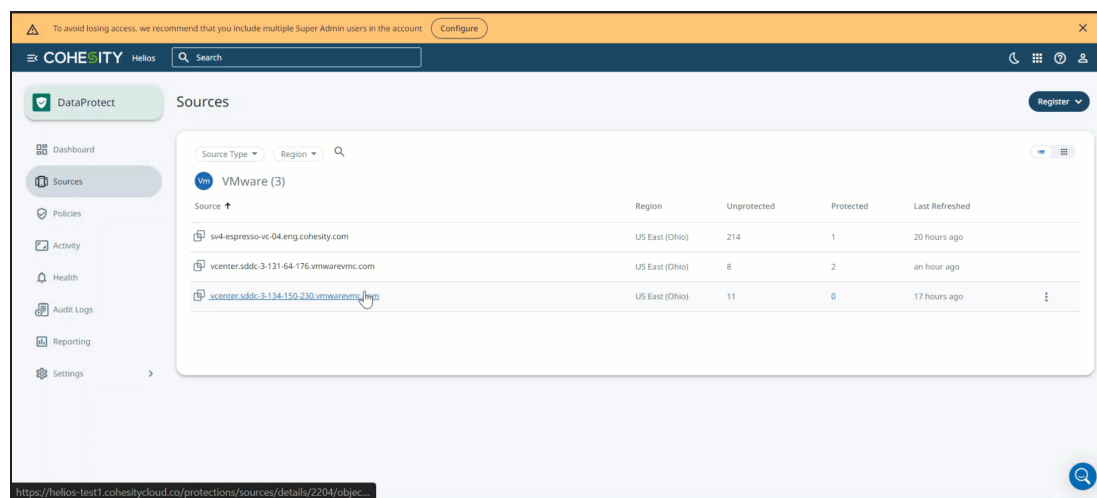 To avoid losing access, we recommend that you include multiple Super Admin users in the account Configure
COHESITY Helios Search
DataProtect
Sources
Register
Dashboard
Sources
Policies
Activity
Health
Audit Logs
Reporting
Settings
Source Type Region
Vm VMware (3)
Source Region Unprotected Protected Last Refreshed
sv4-espresso-vc-04.eng.cohesity.com US East (Ohio) 214 1 20 hours ago
vcenter.sddc-3-131-64-176.vmwarevmc.com US East (Ohio) 8 2 an hour ago
vcenter.sddc-3-134-150-230.vmwarevmc.com US East (Ohio) 11 0 17 hours ago
https://helios-test1.cohesitycloud.co/protections/sources/details/2204/objec...